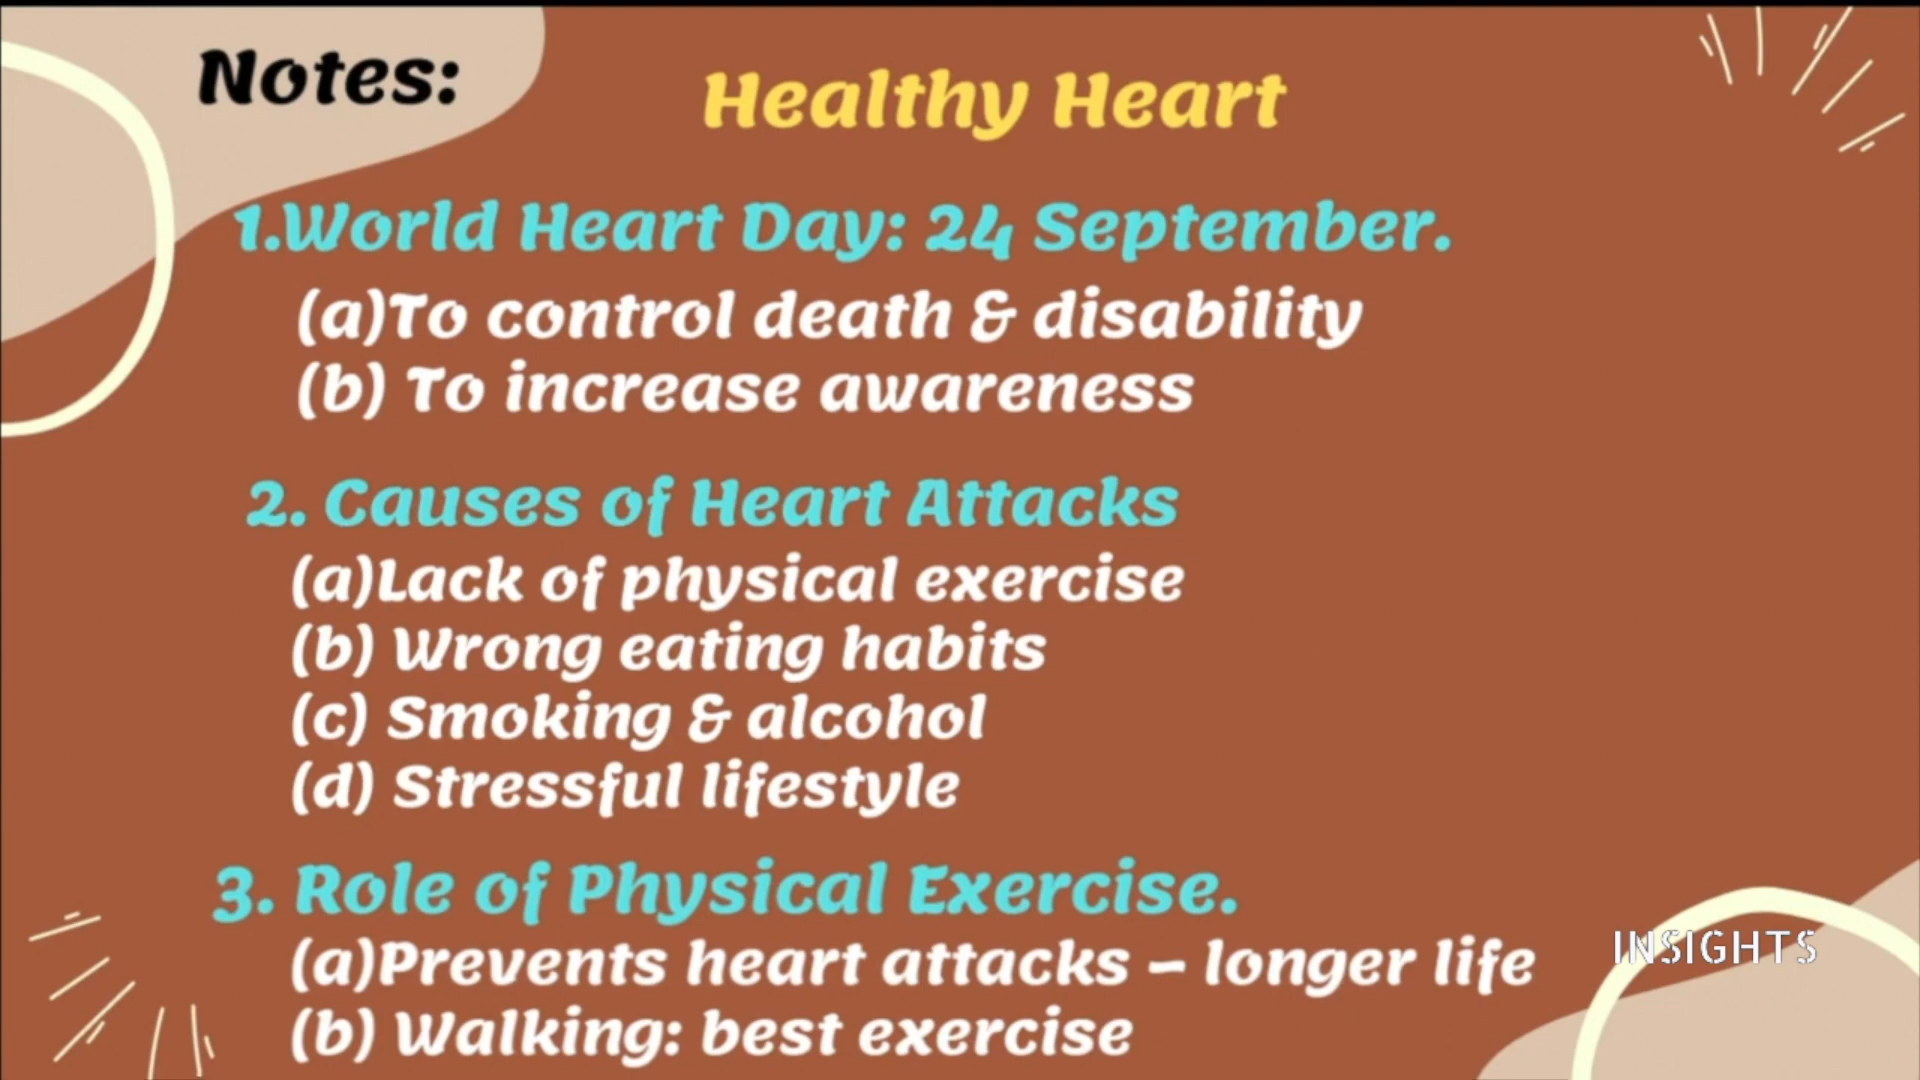 Notes:
Healthy Heart
1.World Heart Day: 24 September.
(a)To control death & disability
(b) To increase awareness
2. Causes of Heart Attacks
(a)Lack of physical exercise
(b) Wrong eating habits
(c) Smoking & alcohol
(d) Stressful lifestyle
3. Role of Physical Exercise.
(a)Prevents heart attacks – longer life
(b) Walking: best exercise
INSIGHTS